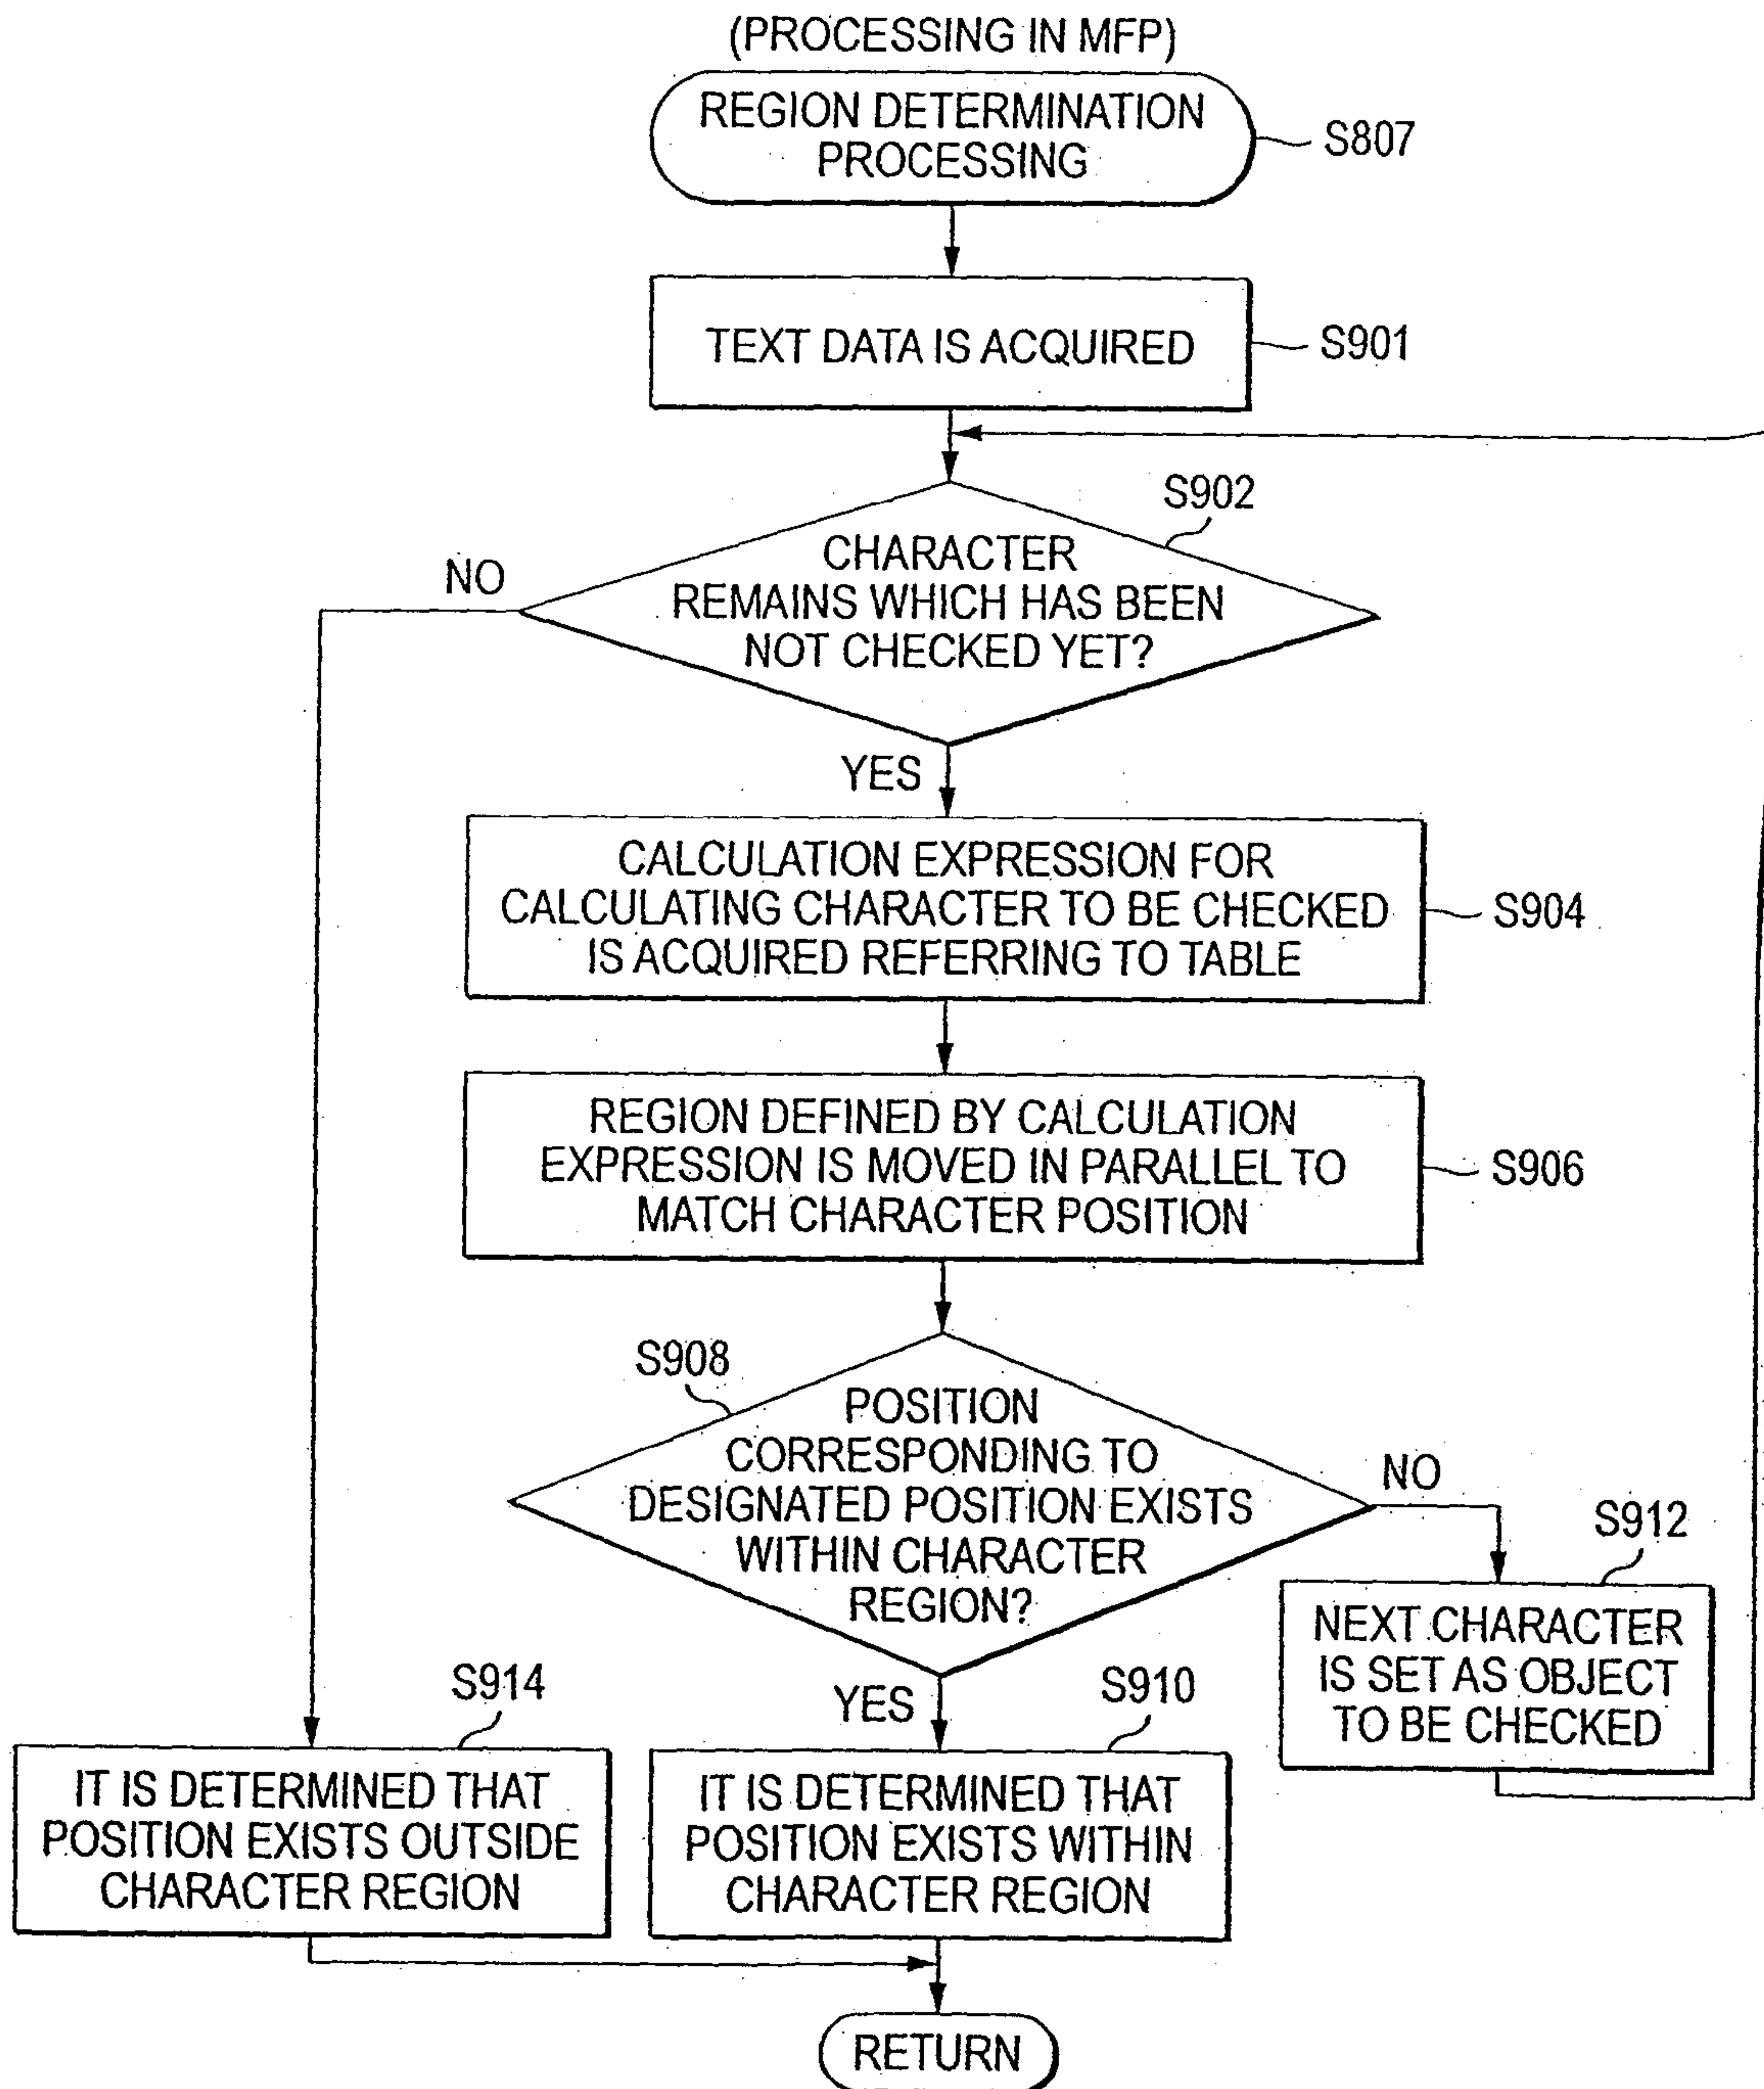 (PROCESSING IN MFP)
REGION DETERMINATION
PROCESSING
S807
TEXT DATA IS ACQUIRED
S901
S902
CHARACTER
REMAINS WHICH HAS BEEN
NOT CHECKED YET?
NO
YES
CALCULATION EXPRESSION FOR
CALCULATING CHARACTER TO BE CHECKED
IS ACQUIRED REFERRING TO TABLE
S904
REGION DEFINED BY CALCULATION
EXPRESSION IS MOVED IN PARALLEL TO
MATCH CHARACTER POSITION
S906
S908
POSITION
CORRESPONDING TO
DESIGNATED POSITION EXISTS
WITHIN CHARACTER
REGION?
NO
S912
NEXT CHARACTER
IS SET AS OBJECT
TO BE CHECKED
YES
S914
IT IS DETERMINED THAT
POSITION EXISTS OUTSIDE
CHARACTER REGION
S910
IT IS DETERMINED THAT
POSITION EXISTS WITHIN
CHARACTER REGION
RETURN